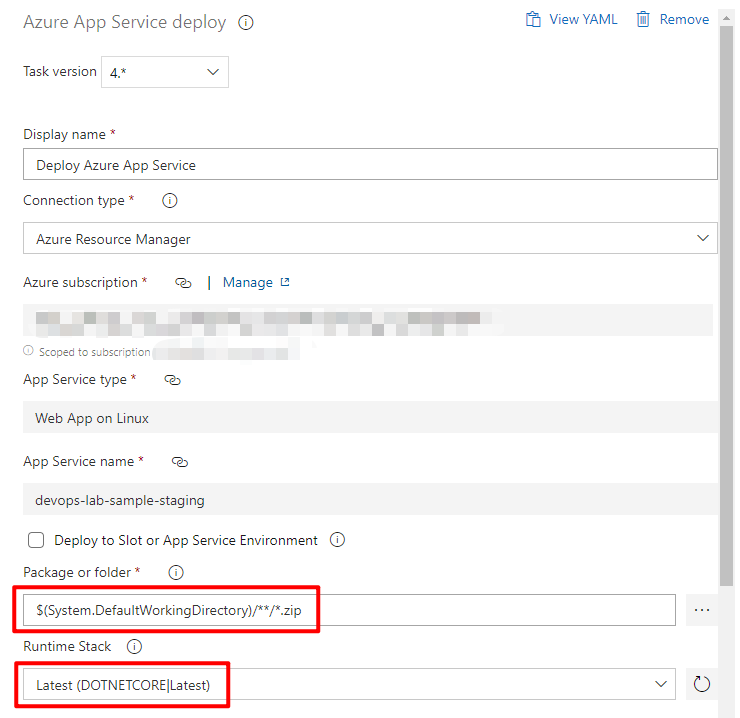 Azure App Service deploy
View YAML
Remove
Task version
4.*
Display name *
Deploy Azure App Service
Connection type *
Azure Resource Manager
Azure subscription *
| Manage
Scoped to subscription
App Service type *
Web App on Linux
App Service name *
devops-lab-sample-staging
Deploy to Slot or App Service Environment
Package or folder *
$(System.DefaultWorkingDirectory)/**/*.zip
...
Runtime Stack
Latest (DOTNETCORE|Latest)